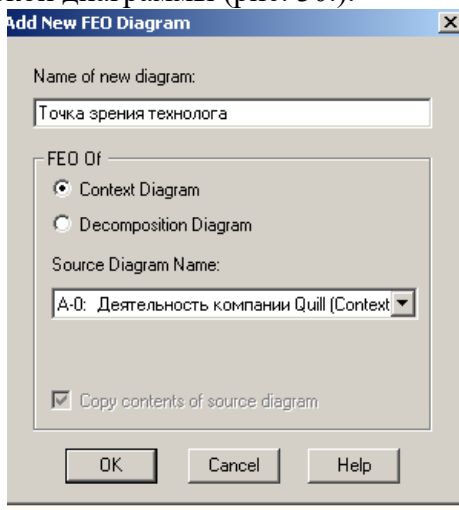 кой диаграммы (рис. 30.).
Add New FEO Diagram
Name of new diagram:
Точка зрения технолога
FEO Of
Context Diagram
Decomposition Diagram
Source Diagram Name:
A-0: Деятельность компании Quill (Context
Copy contents of source diagram
OK Cancel Help